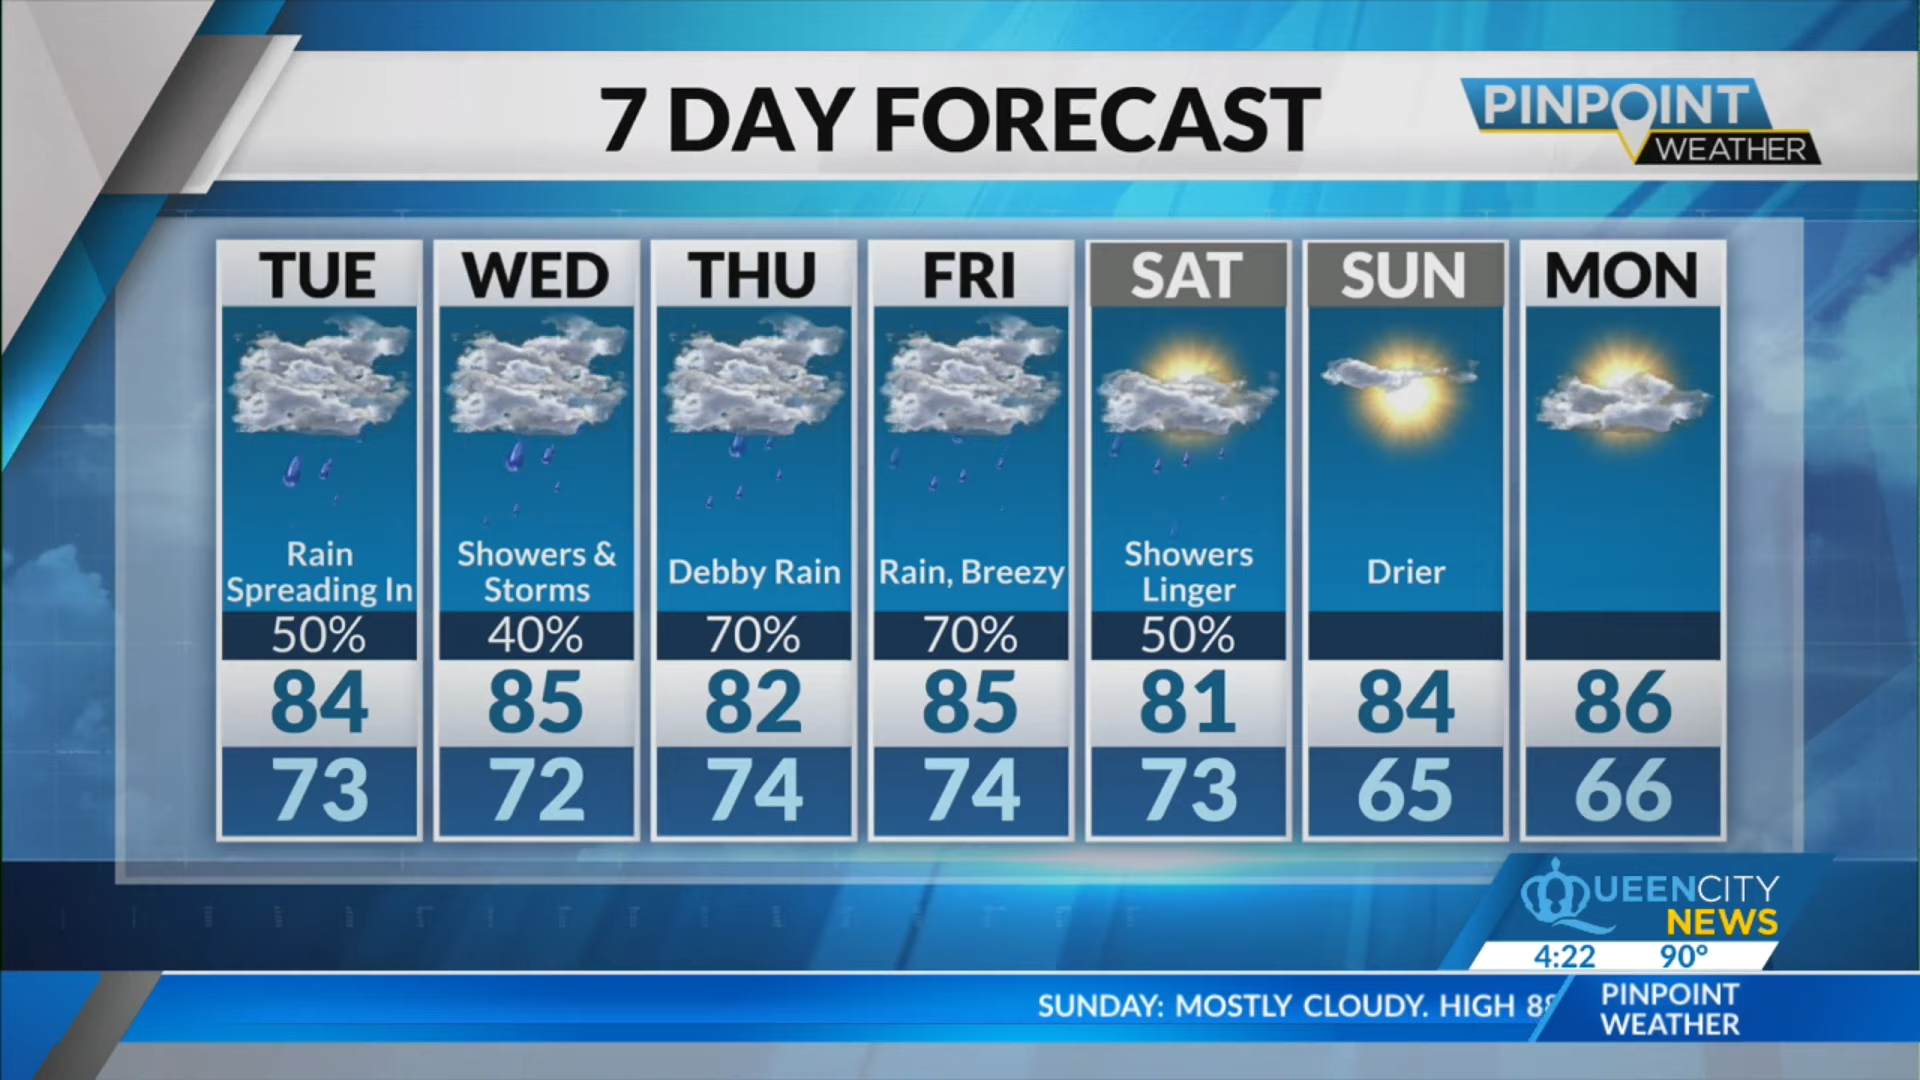 7 DAY FORECAST
PINPOINT
WEATHER
TUE
Rain
Spreading In
50%
84
73
WED
Showers &
Storms
40%
85
72
THU
Debby Rain
70%
82
74
FRI
Rain, Breezy
70%
85
74
SAT
Showers
Linger
50%
81
73
SUN
Drier
84
65
MON
86
66
QUEENCITY
NEWS
4:22 90°
SUNDAY: MOSTLY CLOUDY. HIGH
PINPOINT
WEATHER